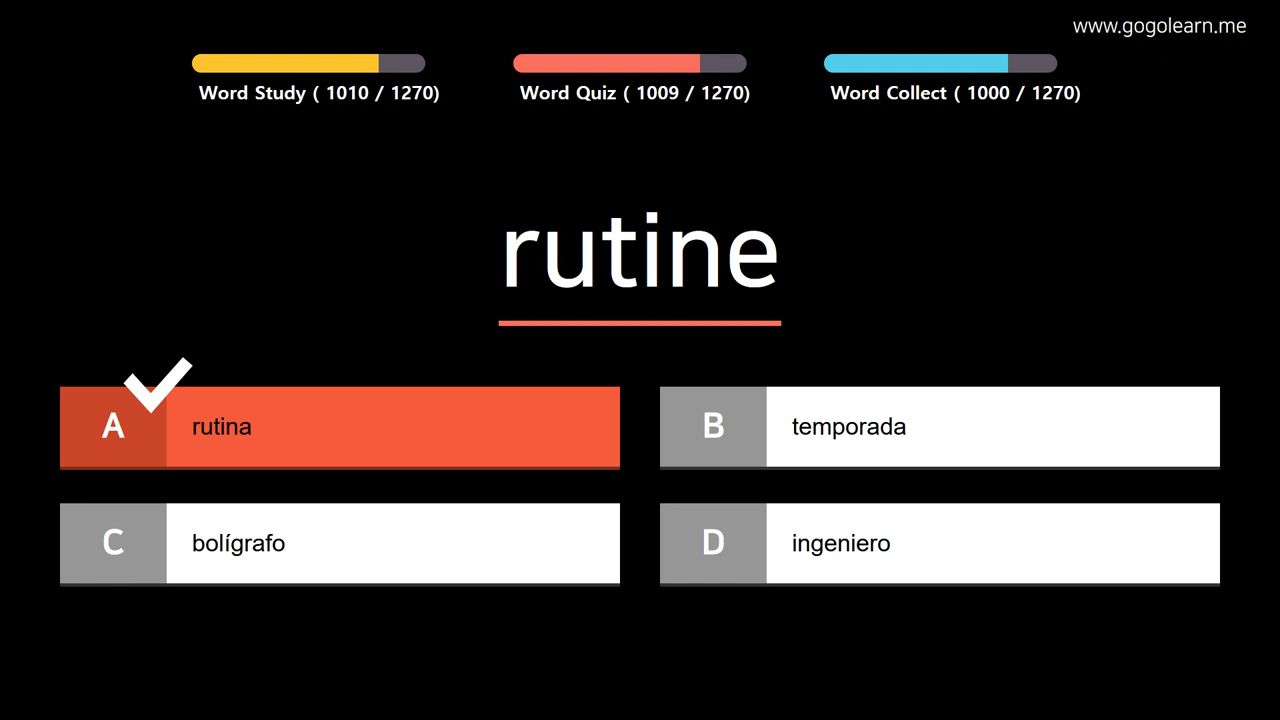 www.gogolearn.me
Word Study ( 1010 / 1270)
Word Quiz ( 1009 / 1270)
Word Collect ( 1000 / 1270)
rutine
A rutina
B temporada
C bolígrafo
D ingeniero